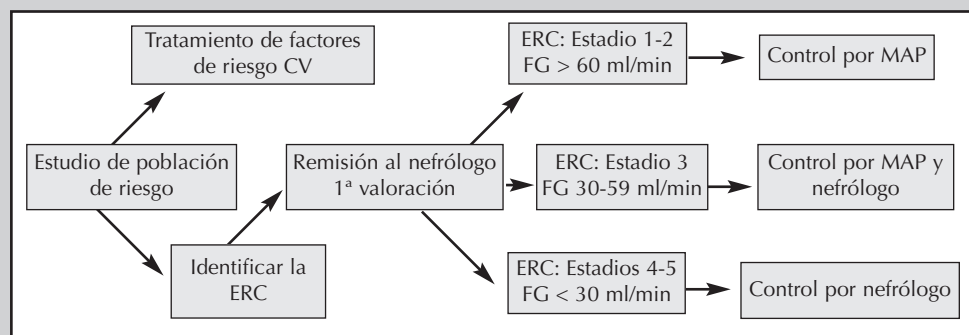 Tratamiento de factores
de riesgo CV
ERC: Estadio 1-2
FG > 60 ml/min
Control por MAP
Estudio de población
de riesgo
Remisión al nefrólogo
1ª valoración
ERC: Estadio 3
FG 30-59 ml/min
Control por MAP y
nefrólogo
Identificar la
ERC
ERC: Estadios 4-5
FG < 30 ml/min
Control por nefrólogo